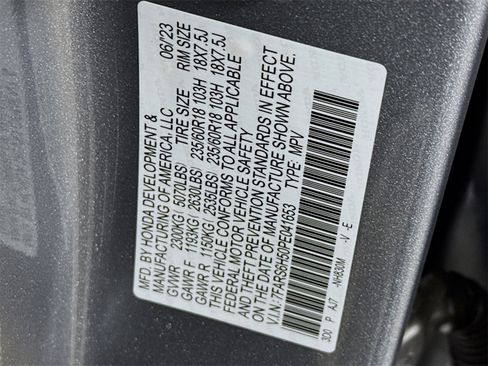 MFD. BY HONDA DEVELOPMENT & 06/23
MANUFACTURING OF AMERICA, LLC
GVWR 2300KG( 5070LBS) TIRE SIZE RIM SIZE
GAWR F 1193KG( 2630LBS) 235/60R18 103H 18X7.5J
GAWR R 1150KG( 2535LBS) 235/60R18 103H 18X7.5J
THIS VEHICLE CONFORMS TO ALL APPLICABLE
FEDERAL MOTOR VEHICLE SAFETY
AND THEFT PREVENTION STANDARDS IN EFFECT
ON THE DATE OF MANUFACTURE SHOWN ABOVE.
V.I.N.:7FARS6H50PE041653 TYPE: MPV
300 P AJ7 -NH830M -V -E